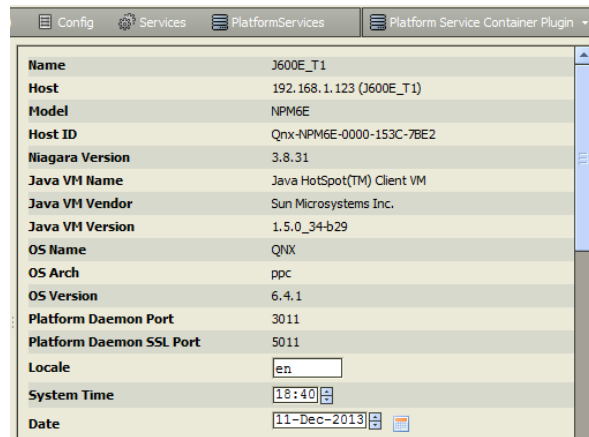 Config Services PlatformServices Platform Service Container Plugin
Name J600E_T1
Host 192.168.1.123 (J600E_T1)
Model NPM6E
Host ID Qnx-NPM6E-0000-153C-7BE2
Niagara Version 3.8.31
Java VM Name Java HotSpot(TM) Client VM
Java VM Vendor Sun Microsystems Inc.
Java VM Version 1.5.0_34-b29
OS Name QNX
OS Arch ppc
OS Version 6.4.1
Platform Daemon Port 3011
Platform Daemon SSL Port 5011
Locale en
System Time 18:40
Date 11-Dec-2013